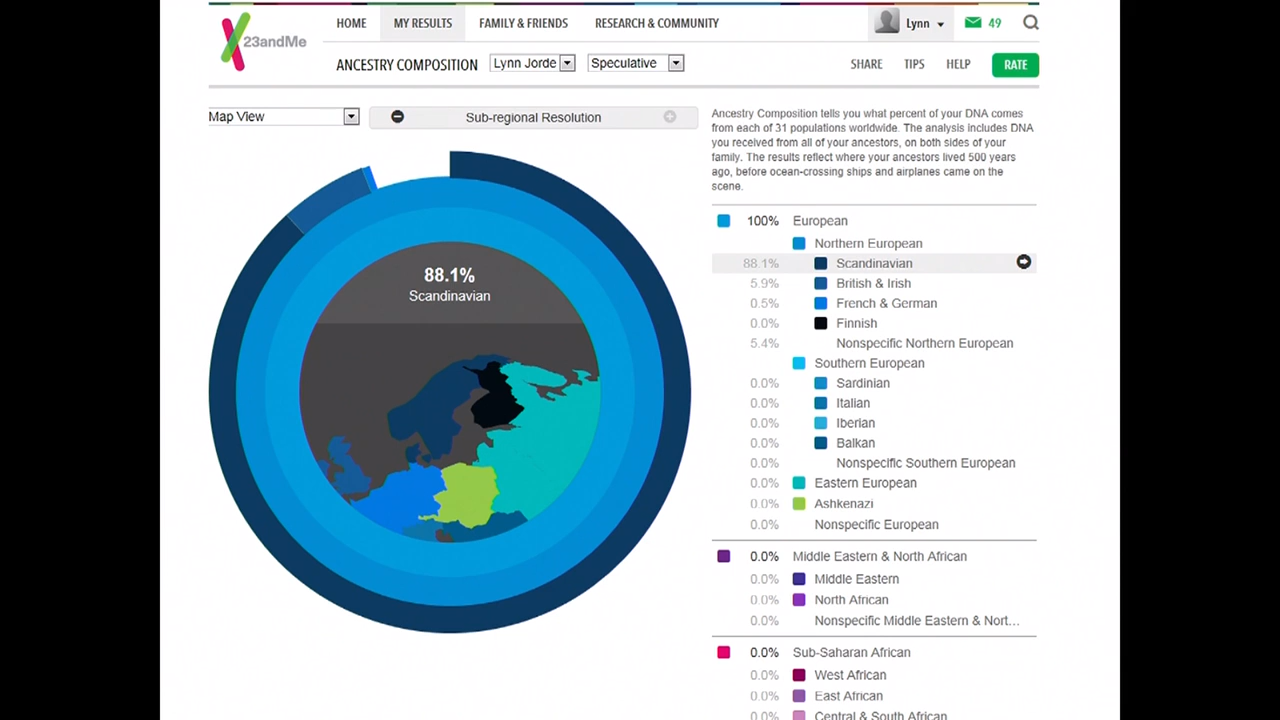 HOME MY RESULTS FAMILY & FRIENDS RESEARCH & COMMUNITY Lynn 49
23andMe
ANCESTRY COMPOSITION Lynn Jorde Speculative SHARE TIPS HELP RATE
Map View Sub-regional Resolution
Ancestry Composition tells you what percent of your DNA comes
from each of 31 populations worldwide. The analysis includes DNA
you received from all of your ancestors, on both sides of your
family. The results reflect where your ancestors lived 500 years
ago, before ocean-crossing ships and airplanes came on the
scene.
88.1%
Scandinavian
100% European
Northern European
88.1% Scandinavian
5.9% British & Irish
0.5% French & German
0.0% Finnish
5.4% Nonspecific Northern European
Southern European
0.0% Sardinian
0.0% Italian
0.0% Iberian
0.0% Balkan
0.0% Nonspecific Southern European
0.0% Eastern European
0.0% Ashkenazi
0.0% Nonspecific European
0.0% Middle Eastern & North African
0.0% Middle Eastern
0.0% North African
0.0% Nonspecific Middle Eastern & Nort...
0.0% Sub-Saharan African
0.0% West African
0.0% East African
0.0% Central & South African